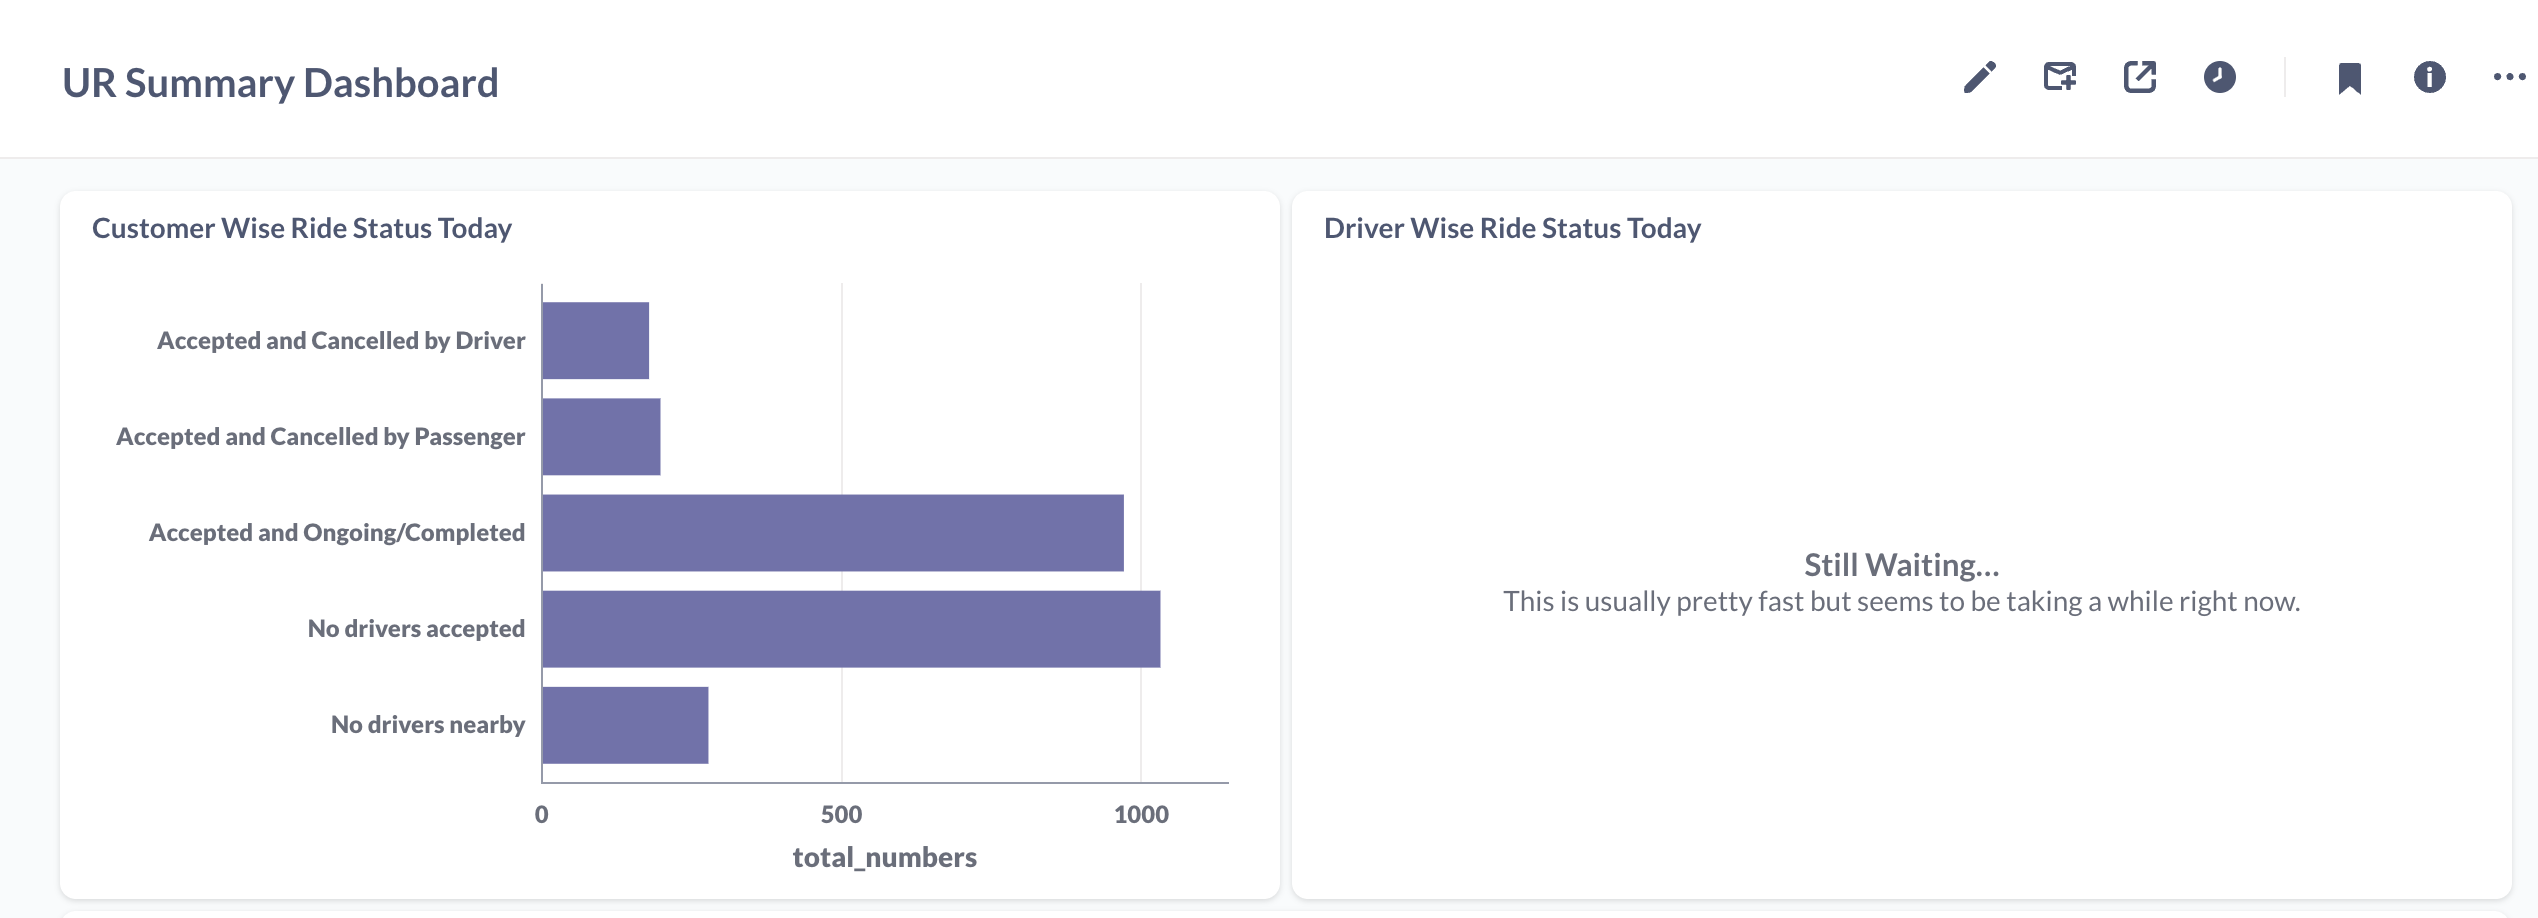 UR Summary Dashboard
Customer Wise Ride Status Today
Accepted and Cancelled by Driver
Accepted and Cancelled by Passenger
Accepted and Ongoing/Completed
No drivers accepted
No drivers nearby
0 500 1000
total_numbers
Driver Wise Ride Status Today
Still Waiting...
This is usually pretty fast but seems to be taking a while right now.